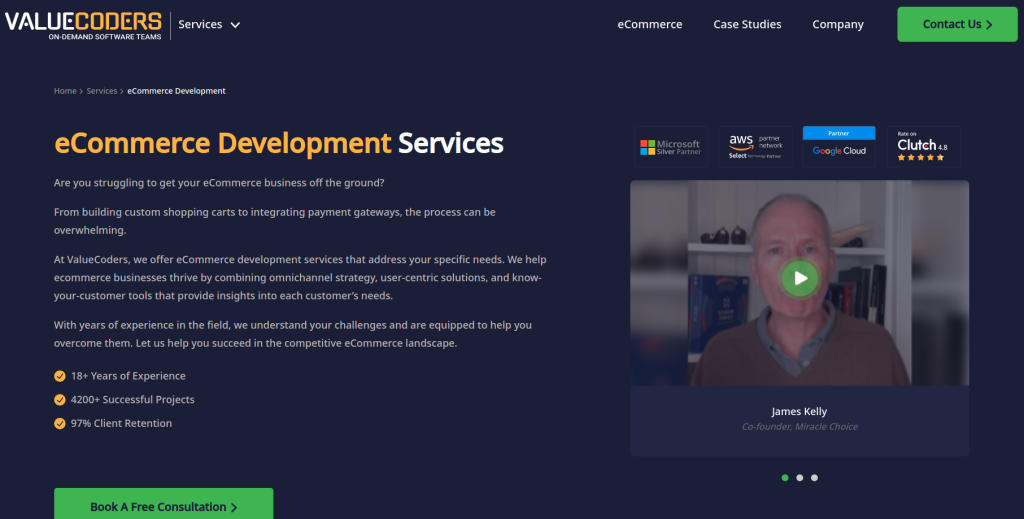 VALUECODERS
ON-DEMAND SOFTWARE TEAMS
Services
eCommerce
Case Studies
Company
Contact Us
Home
Services
eCommerce Development
eCommerce Development Services
Are you struggling to get your eCommerce business off the ground?
From building custom shopping carts to integrating payment gateways, the process can be
overwhelming.
At ValueCoders, we offer eCommerce development services that address your specific needs. We help
ecommerce businesses thrive by combining omnichannel strategy, user-centric solutions, and know-
your-customer tools that provide insights into each customer's needs.
With years of experience in the field, we understand your challenges and are equipped to help you
overcome them. Let us help you succeed in the competitive eCommerce landscape.
18+ Years of Experience
4200+ Successful Projects
97% Client Retention
Book A Free Consultation
Microsoft
Silver Partner
aws partner
network
Select Technology Partner
Partner
Google Cloud
Rate on
Clutch 4.8
James Kelly
Co-founder, Miracle Choice